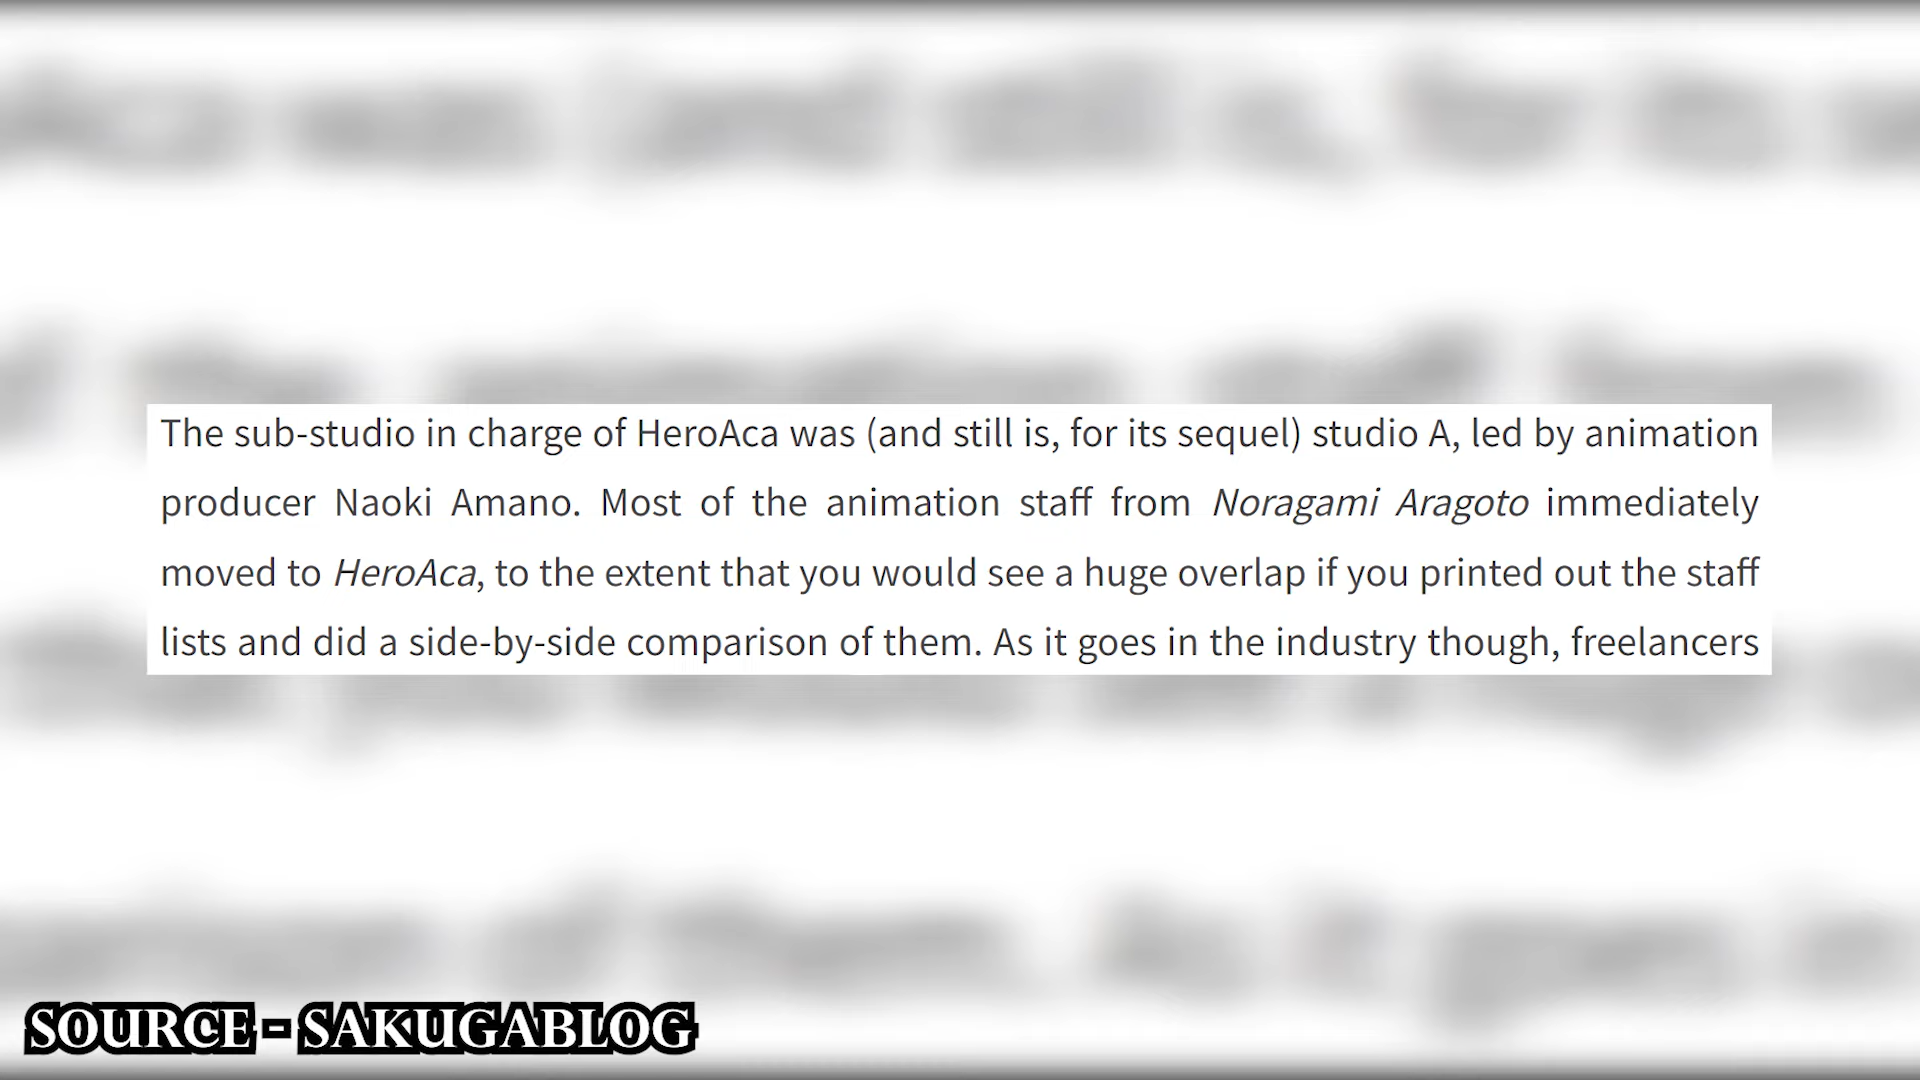 The sub-studio in charge of HeroAca was (and still is, for its sequel) studio A, led by animation
producer Naoki Amano. Most of the animation staff from Noragami Aragoto immediately
moved to HeroAca, to the extent that you would see a huge overlap if you printed out the staff
lists and did a side-by-side comparison of them. As it goes in the industry though, freelancers
SOURCE - SAKUGABLOG